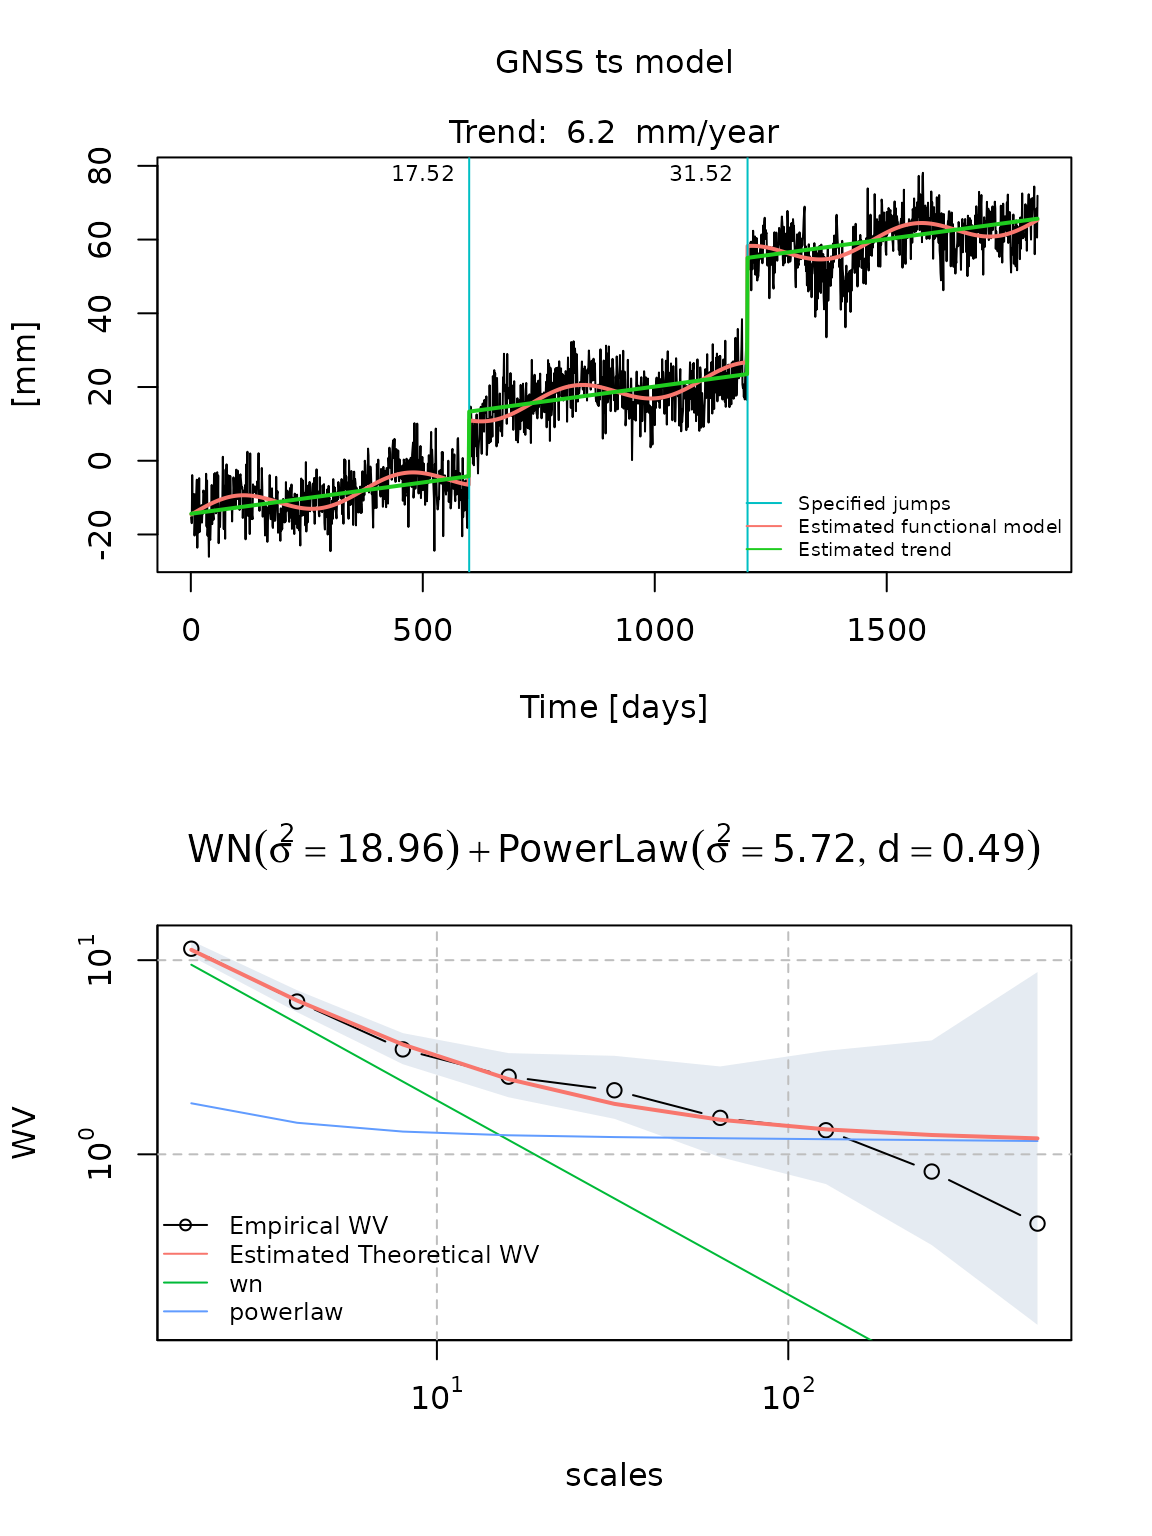 GNSS ts model
Trend: 6.2 mm/year
17.52 31.52
80
60
40
20
0
-20
[mm]
Specified jumps
Estimated functional model
Estimated trend
0 500 1000 1500
Time [days]
WN(σ̂² = 18.96) + PowerLaw(σ̂² = 5.72, d = 0.49)
10¹
10⁰
WV
Empirical WV
Estimated Theoretical WV
wn
powerlaw
10¹ 10²
scales